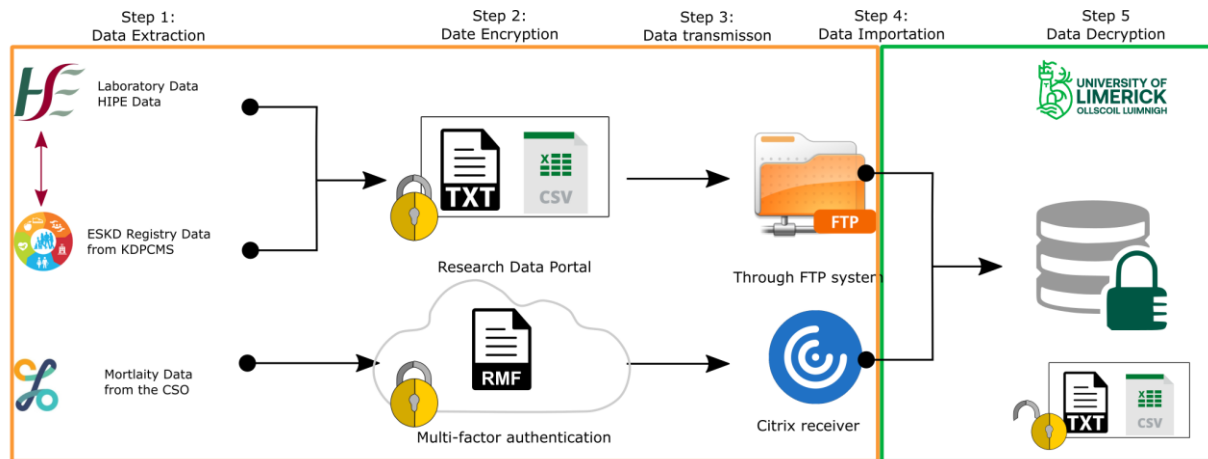 Step 1:
Data Extraction
Step 2:
Date Encryption
Step 3:
Data transmisson
Step 4:
Data Importation
Step 5
Data Decryption
HSE
Laboratory Data
HIPE Data
UNIVERSITY OF
LIMERICK
OLLSCOIL LUIMNIGH
TXT
X
CSV
FTP
ESKD Registry Data
from KDPCMS
Research Data Portal
Through FTP system
RMF
Mortlaity Data
from the CSO
Multi-factor authentication
Citrix receiver
TXT
X
CSV